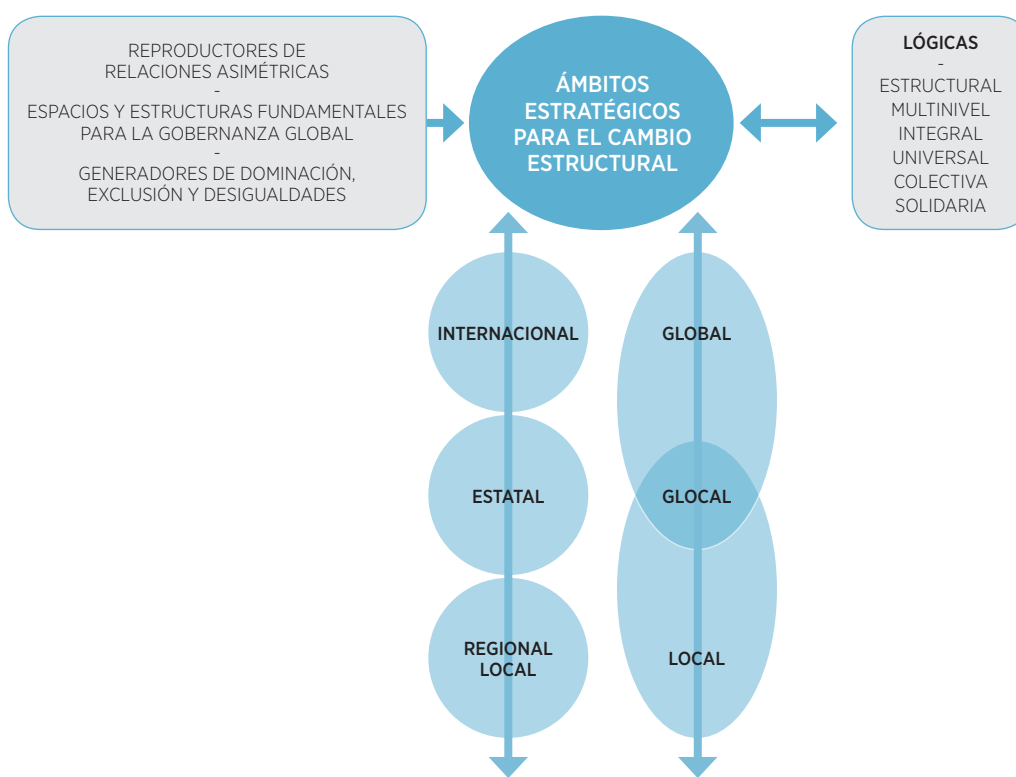 REPRODUCTORES DE
RELACIONES ASIMÉTRICAS
-
ESPACIOS Y ESTRUCTURAS FUNDAMENTALES
PARA LA GOBERNANZA GLOBAL
-
GENERADORES DE DOMINACIÓN,
EXCLUSIÓN Y DESIGUALDADES
ÁMBITOS
ESTRATÉGICOS
PARA EL CAMBIO
ESTRUCTURAL
LÓGICAS
-
ESTRUCTURAL
MULTINIVEL
INTEGRAL
UNIVERSAL
COLECTIVA
SOLIDARIA
INTERNACIONAL
ESTATAL
REGIONAL
LOCAL
GLOBAL
GLOCAL
LOCAL